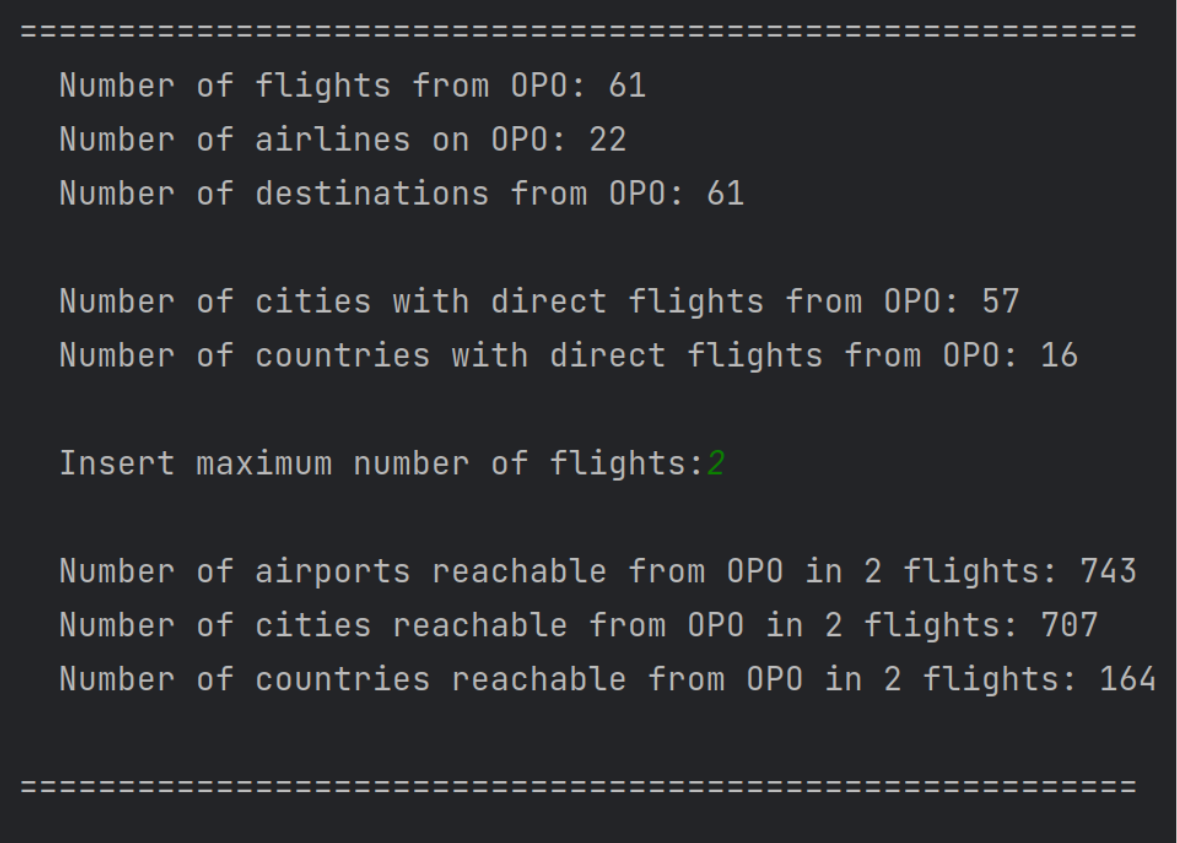 =========================================================
Number of flights from OPO: 61
Number of airlines on OPO: 22
Number of destinations from OPO: 61
Number of cities with direct flights from OPO: 57
Number of countries with direct flights from OPO: 16
Insert maximum number of flights:2
Number of airports reachable from OPO in 2 flights: 743
Number of cities reachable from OPO in 2 flights: 707
Number of countries reachable from OPO in 2 flights: 164
=========================================================